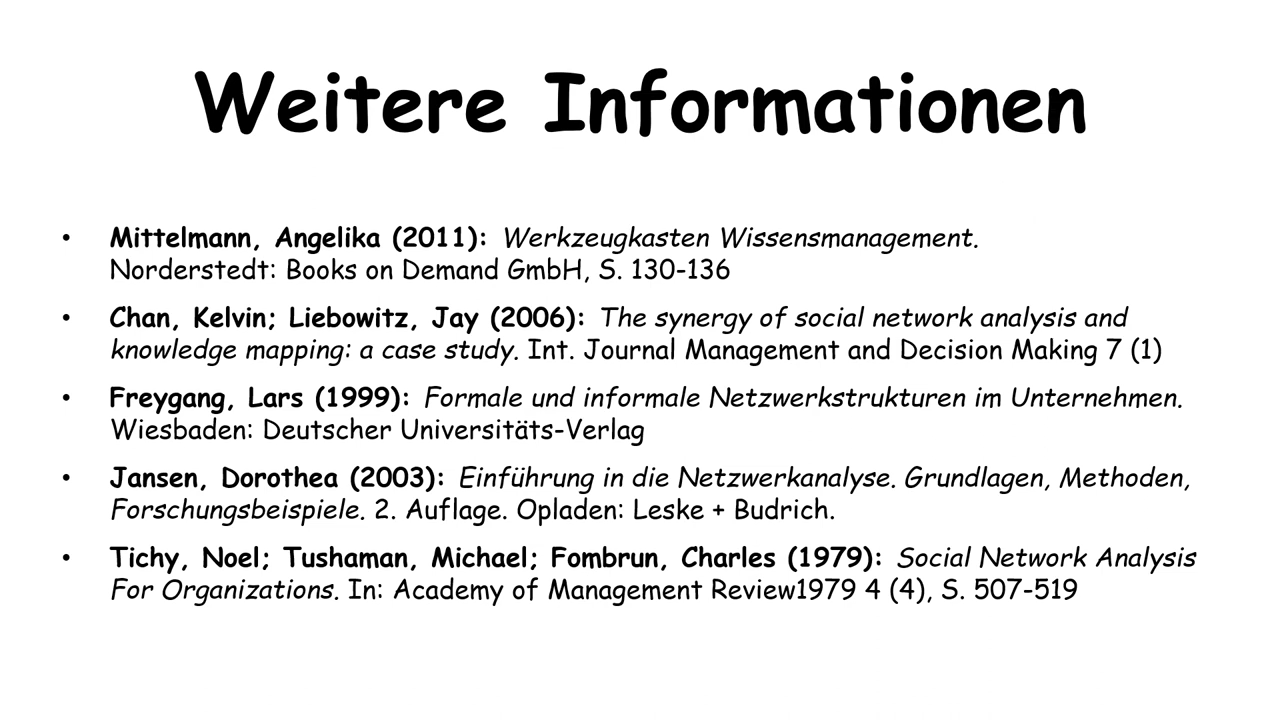 Weitere Informationen
• Mittelmann, Angelika (2011): Werkzeugkasten Wissensmanagement.
Norderstedt: Books on Demand GmbH, S. 130-136
• Chan, Kelvin; Liebowitz, Jay (2006): The synergy of social network analysis and
knowledge mapping: a case study. Int. Journal Management and Decision Making 7 (1)
• Freygang, Lars (1999): Formale und informale Netzwerkstrukturen im Unternehmen.
Wiesbaden: Deutscher Universitäts-Verlag
• Jansen, Dorothea (2003): Einführung in die Netzwerkanalyse. Grundlagen, Methoden,
Forschungsbeispiele. 2. Auflage. Opladen: Leske + Budrich.
• Tichy, Noel; Tushaman, Michael; Fombrun, Charles (1979): Social Network Analysis
For Organizations. In: Academy of Management Review1979 4 (4), S. 507-519